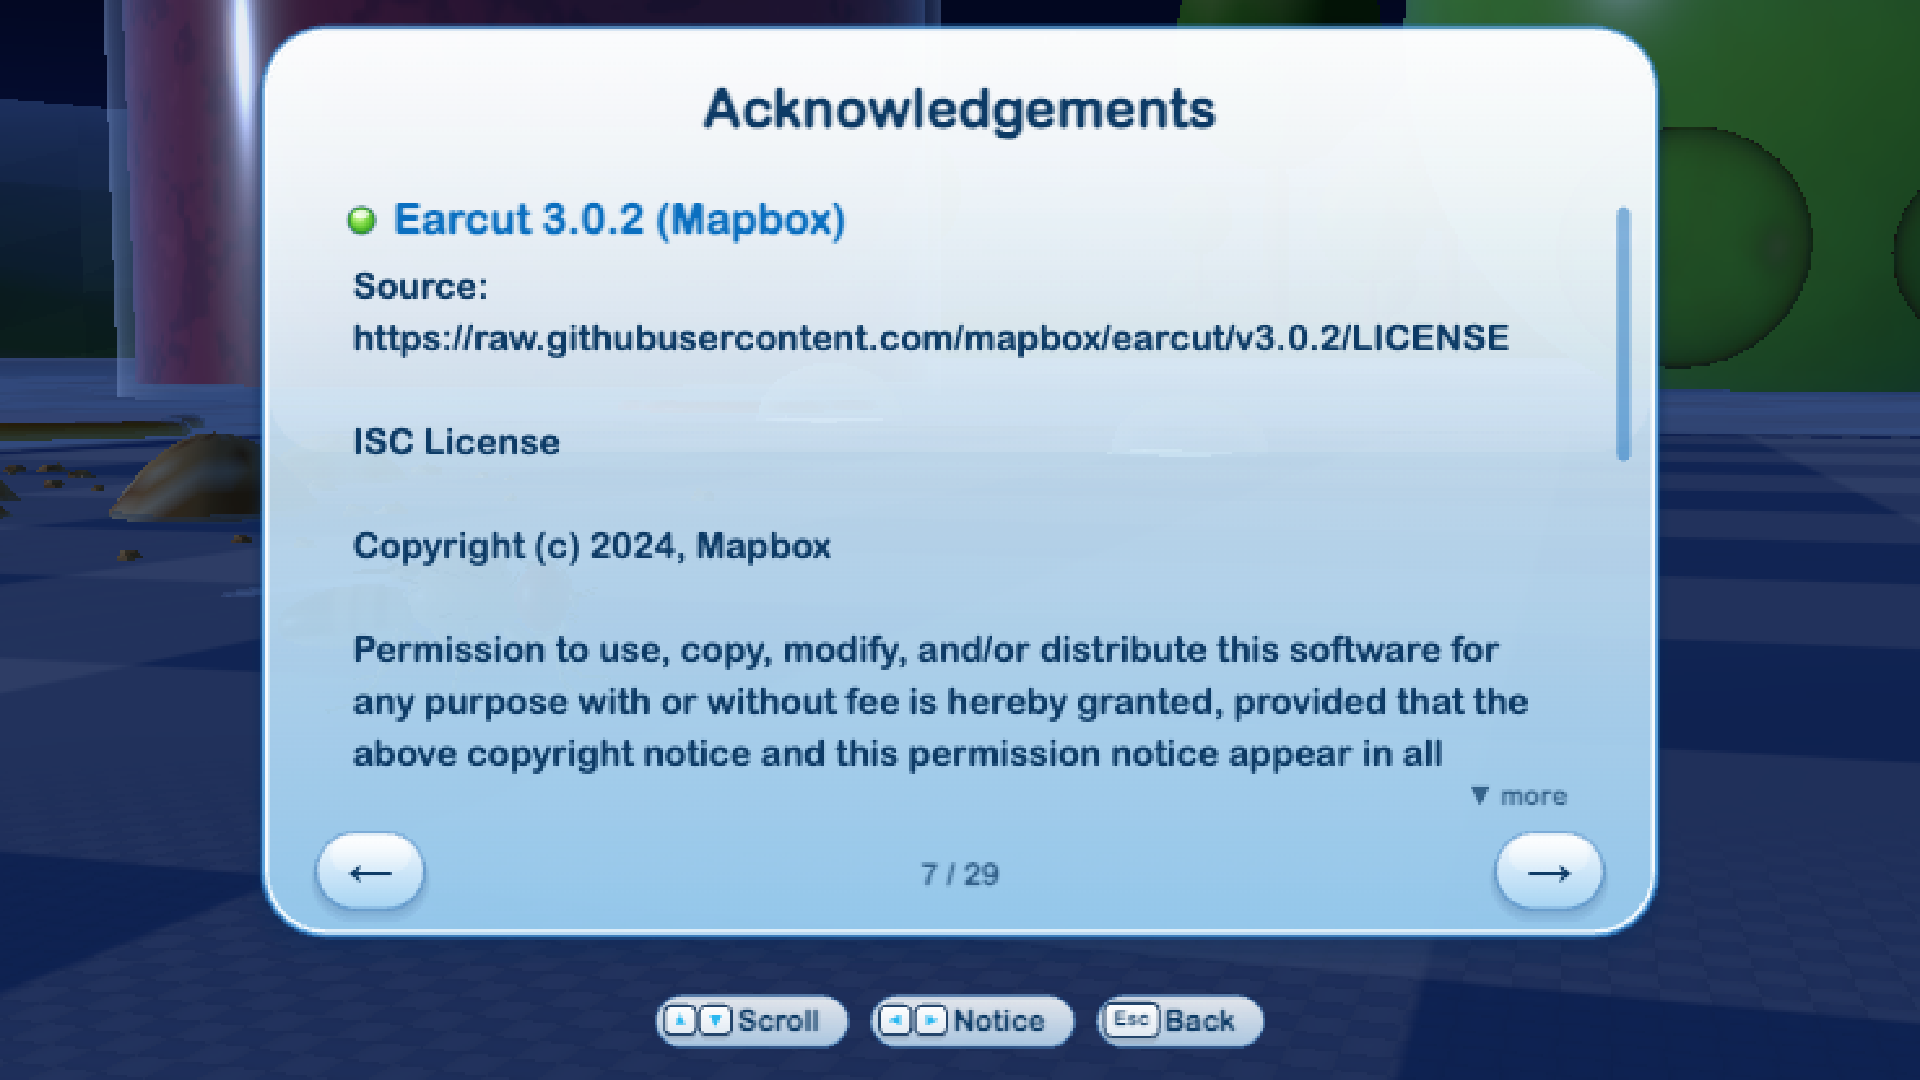 Acknowledgements
Earcut 3.0.2 (Mapbox)
Source:
https://raw.githubusercontent.com/mapbox/earcut/v3.0.2/LICENSE
ISC License
Copyright (c) 2024, Mapbox
Permission to use, copy, modify, and/or distribute this software for
any purpose with or without fee is hereby granted, provided that the
above copyright notice and this permission notice appear in all
▼ more
←
7 / 29
→
▲ ▼ Scroll
◀ ▶ Notice
Esc Back